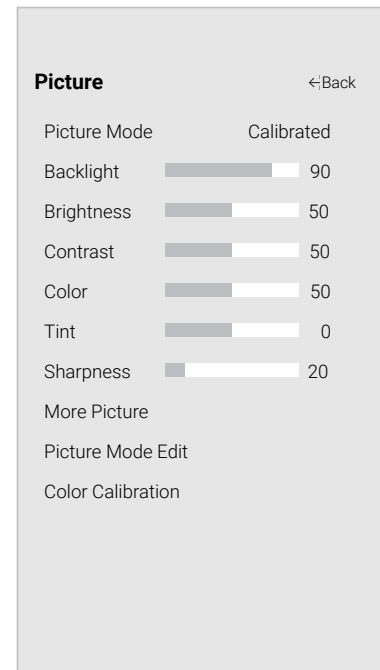 Picture ←Back
Picture Mode Calibrated
Backlight 90
Brightness 50
Contrast 50
Color 50
Tint 0
Sharpness 20
More Picture
Picture Mode Edit
Color Calibration